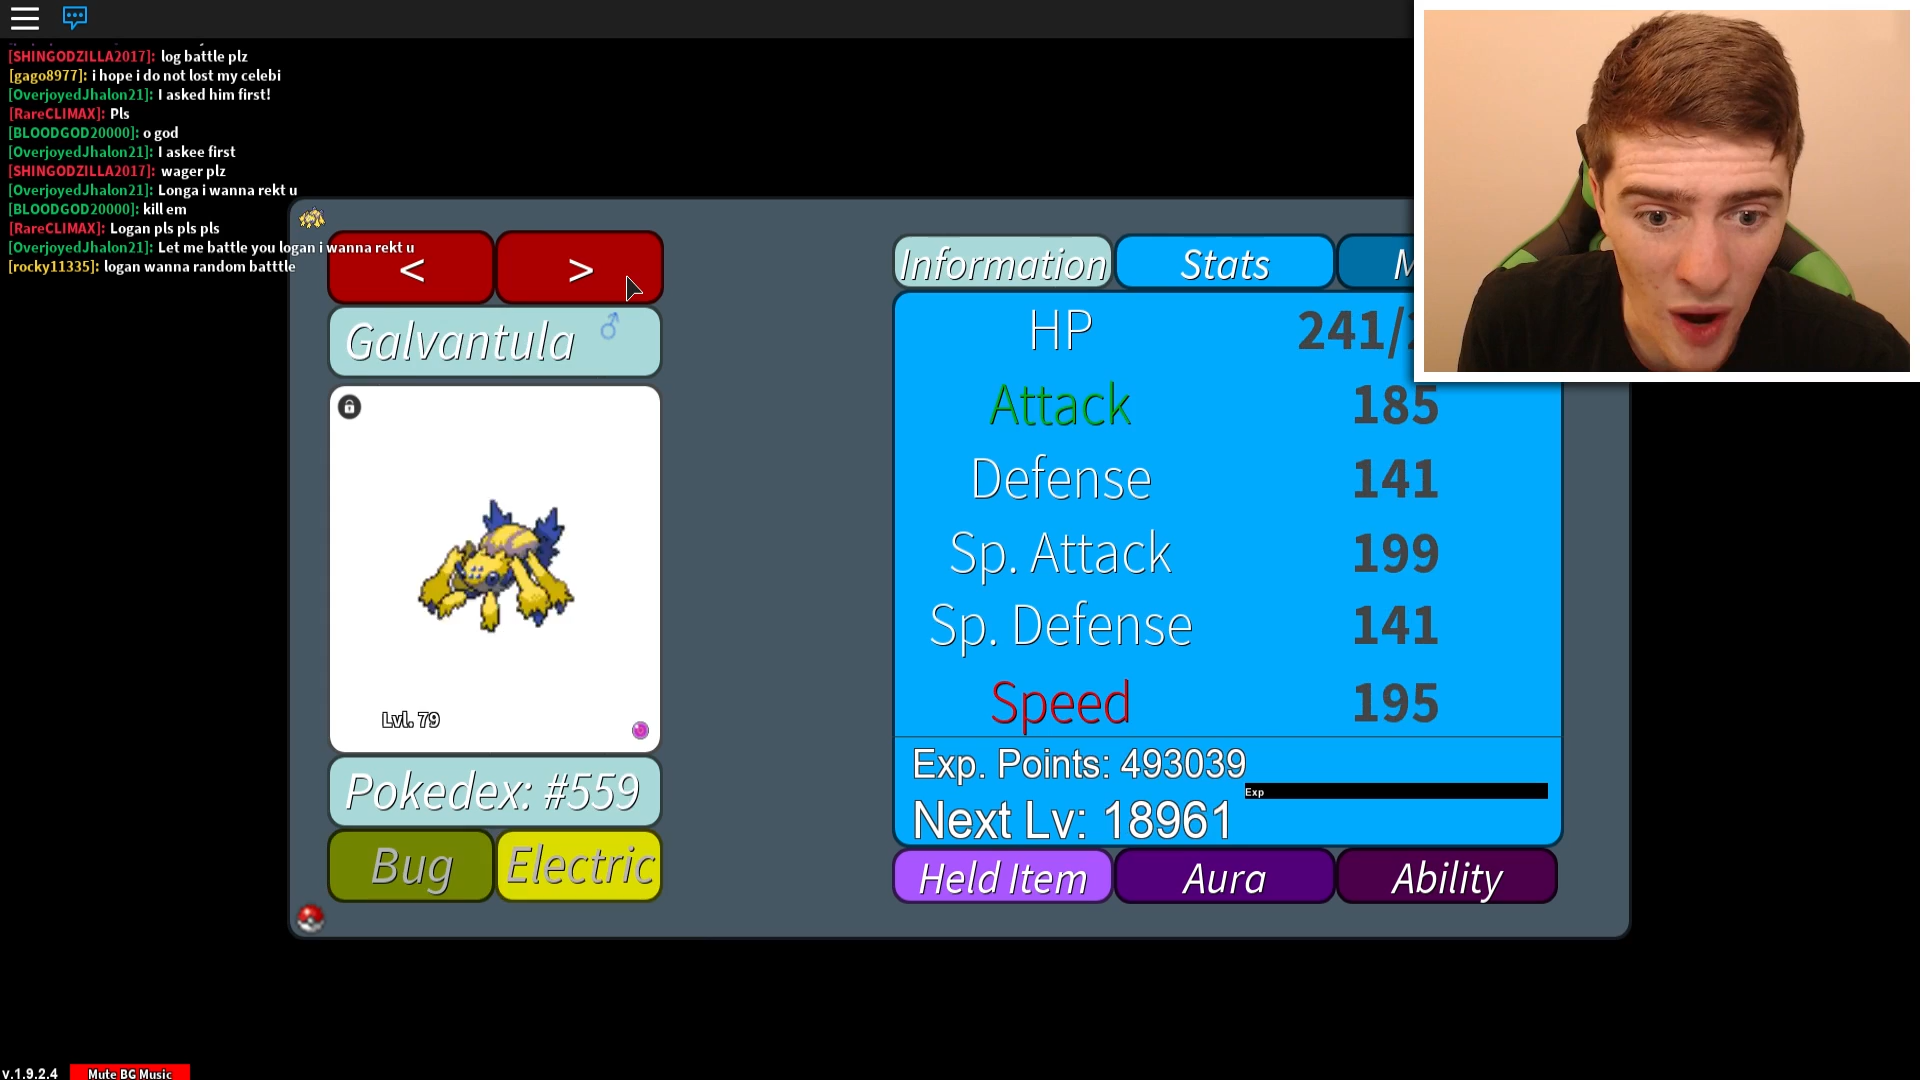 [SHINGODZILLA2017]: log battle plz
[gago8977]: i hope i do not lost my celebi
[OverjoyedJhalon21]: I asked him first!
[RareCLIMAX]: Pls
[BLOODGOD20000]: o god
[OverjoyedJhalon21]: I askee first
[SHINGODZILLA2017]: wager plz
[OverjoyedJhalon21]: Longa i wanna rekt u
[BLOODGOD20000]: kill em
[RareCLIMAX]: Logan pls pls pls
[OverjoyedJhalon21]: Let me battle you logan i wanna rekt u
[rocky11335]: logan wanna random batttle
< >
Galvantula ♂
Lvl. 79
Pokedex: #559
Bug Electric
Information Stats M
HP 241/
Attack 185
Defense 141
Sp. Attack 199
Sp. Defense 141
Speed 195
Exp. Points: 493039
Exp
Next Lv: 18961
Held Item Aura Ability
v.1.9.2.4 Mute BG Music